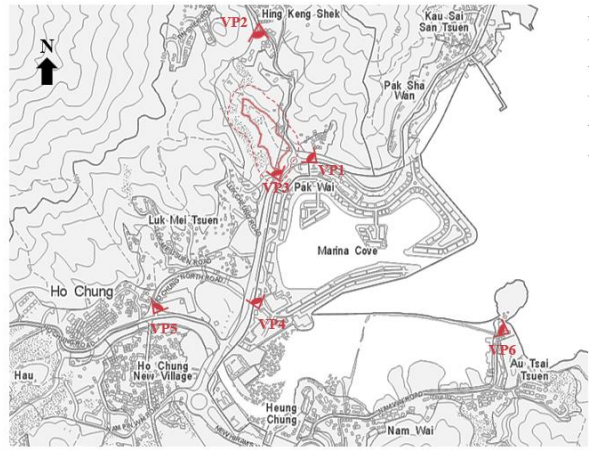 VP2
Hing Keng Shek
Kau Sai
San Tsuen
N
Pak Sha
Wan
VP1
VP3
Pak Wai
Luk Mei Tsuen
Marina Cove
Ho Chung
VP4
VP5
VP6
Ho Chung
New Village
Au Tsai
Tsuen
Hau
Heung
Chung
Nam Wai